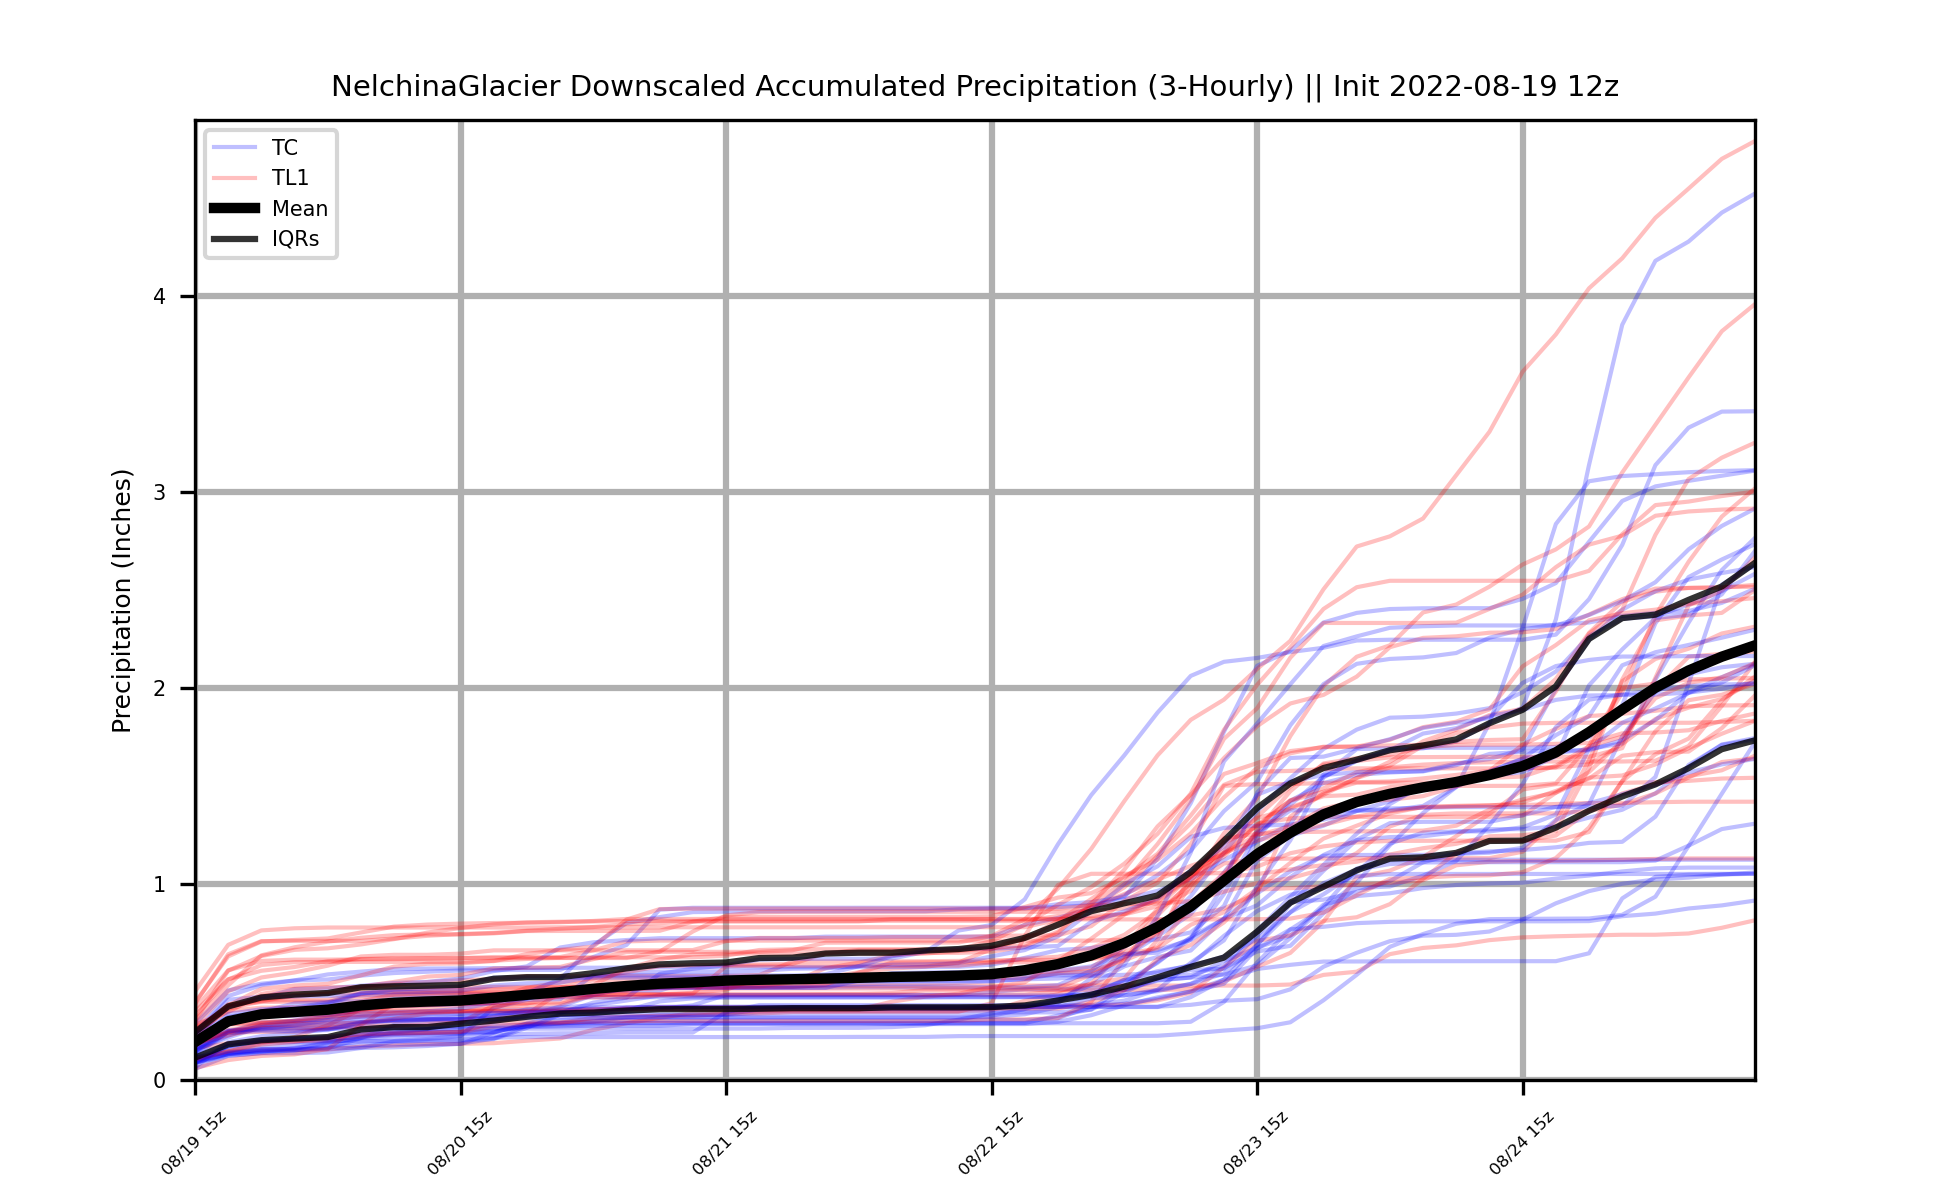 NelchinaGlacier Downscaled Accumulated Precipitation (3-Hourly) || Init 2022-08-19 12z
TC
TL1
Mean
IQRs
Precipitation (Inches)
4
3
2
1
0
08/19 15z
08/20 15z
08/21 15z
08/22 15z
08/23 15z
08/24 15z